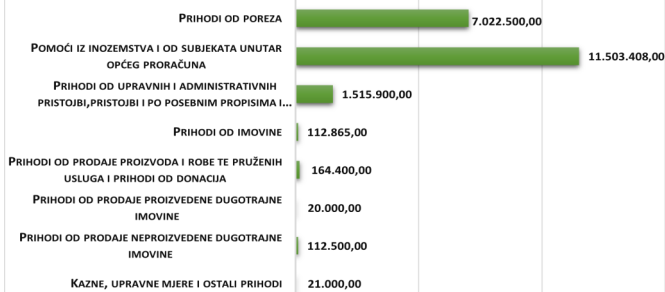 PRIHODI OD POREZA
7.022.500,00
POMOĆI IZ INOZEMSTVA I OD SUBJEKATA UNUTAR
OPĆEG PRORAČUNA
11.503.408,00
PRIHODI OD UPRAVNIH I ADMINISTRATIVNIH
PRISTOJBI,PRISTOJBI I PO POSEBNIM PROPISIMA I...
1.515.900,00
PRIHODI OD IMOVINE
112.865,00
PRIHODI OD PRODAJE PROIZVODA I ROBE TE PRUŽENIH
USLUGA I PRIHODI OD DONACIJA
164.400,00
PRIHODI OD PRODAJE PROIZVEDENE DUGOTRAJNE
IMOVINE
20.000,00
PRIHODI OD PRODAJE NEPROIZVEDENE DUGOTRAJNE
IMOVINE
112.500,00
KAZNE, UPRAVNE MJERE I OSTALI PRIHODI
21.000,00